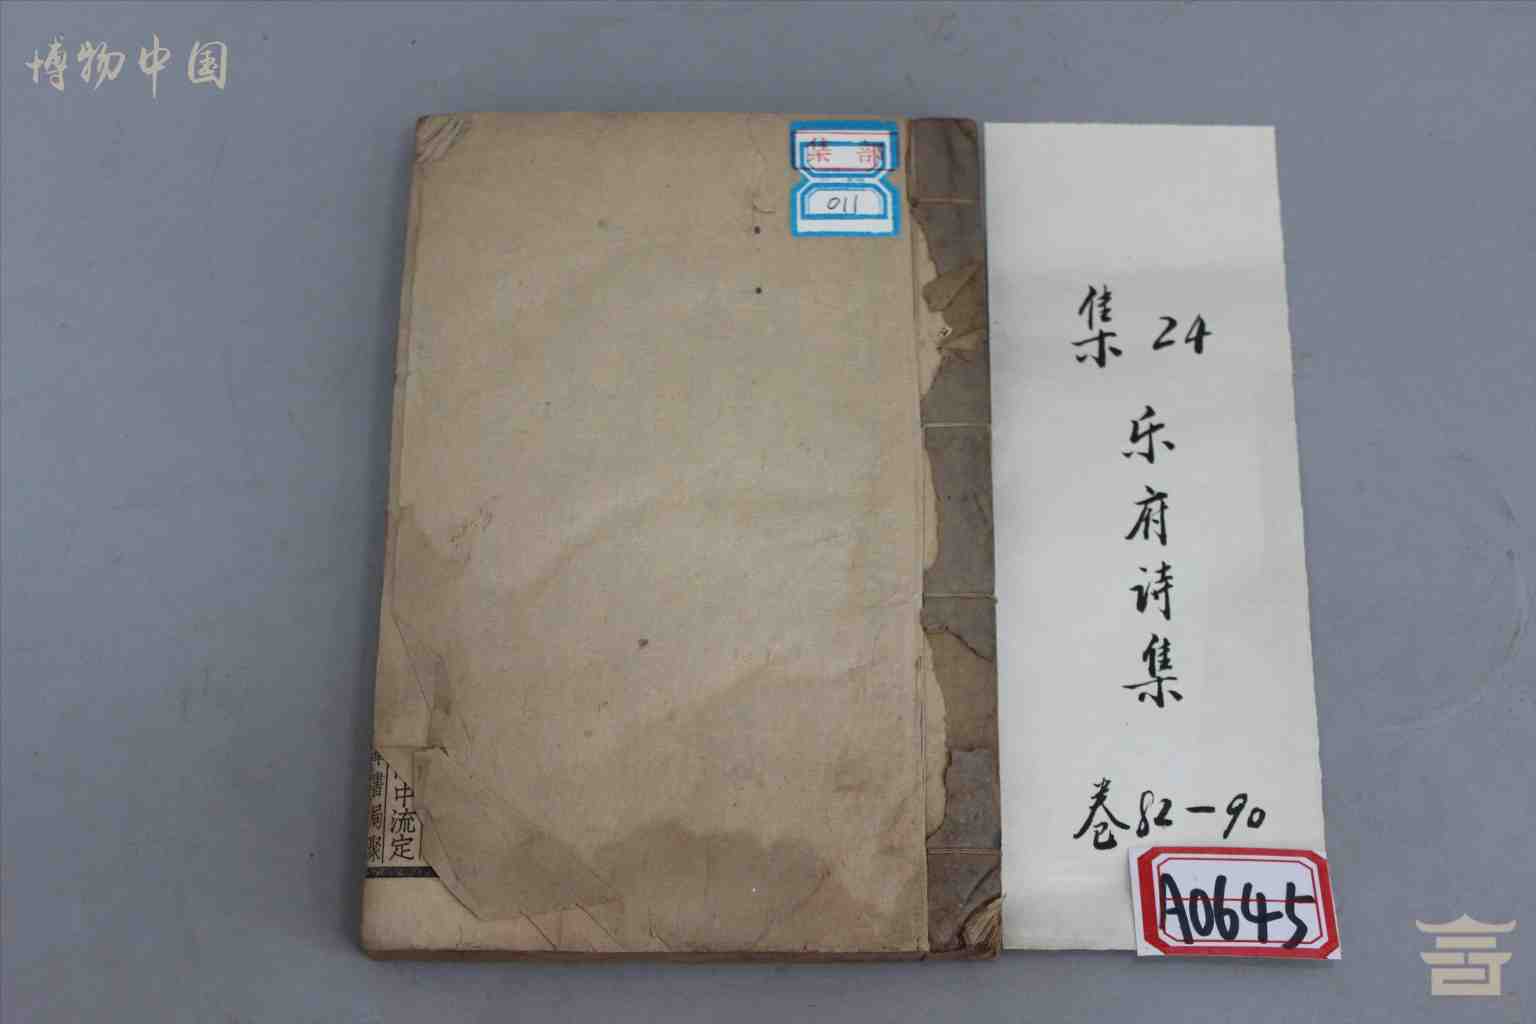 博物中国
集 部
011
集 24
乐府诗集
卷82-90
A0645
中流定